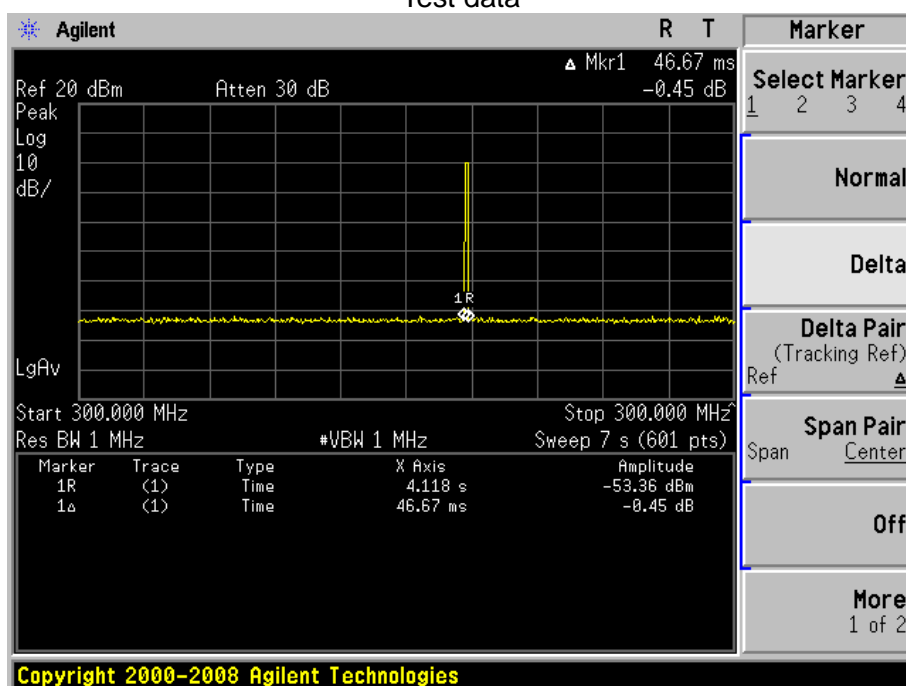 Test data
Agilent R T
Δ Mkr1 46.67 ms
Ref 20 dBm Atten 30 dB -0.45 dB
Peak
Log
10
dB/
1R
LgAv
Start 300.000 MHz Stop 300.000 MHz^
Res BW 1 MHz #VBW 1 MHz Sweep 7 s (601 pts)
Marker Trace Type X Axis Amplitude
1R (1) Time 4.118 s -53.36 dBm
1Δ (1) Time 46.67 ms -0.45 dB
Copyright 2000-2008 Agilent Technologies
Marker
Select Marker
1 2 3 4
Normal
Delta
Delta Pair
(Tracking Ref)
Ref Δ
Span Pair
Span Center
Off
More
1 of 2